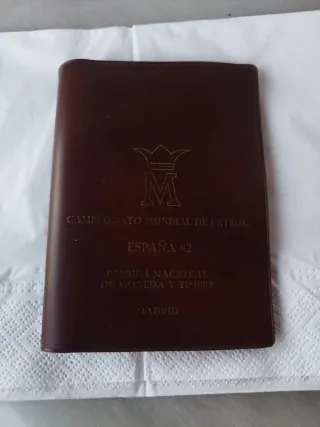 M
CAMPEONATO MUNDIAL DE FUTBOL
ESPAÑA 82
FABRICA NACIONAL
DE MONEDA Y TIMBRE
MADRID